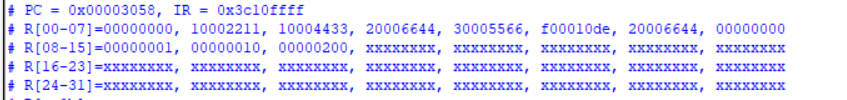 # PC = 0x00003058, IR = 0x3c10ffff
# R[00-07]=00000000, 10002211, 10004433, 20006644, 30005566, f00010de, 20006644, 00000000
# R[08-15]=00000001, 00000010, 00000200, xxxxxxxx, xxxxxxxx, xxxxxxxx, xxxxxxxx, xxxxxxxx
# R[16-23]=xxxxxxxx, xxxxxxxx, xxxxxxxx, xxxxxxxx, xxxxxxxx, xxxxxxxx, xxxxxxxx, xxxxxxxx
# R[24-31]=xxxxxxxx, xxxxxxxx, xxxxxxxx, xxxxxxxx, xxxxxxxx, xxxxxxxx, xxxxxxxx, xxxxxxxx